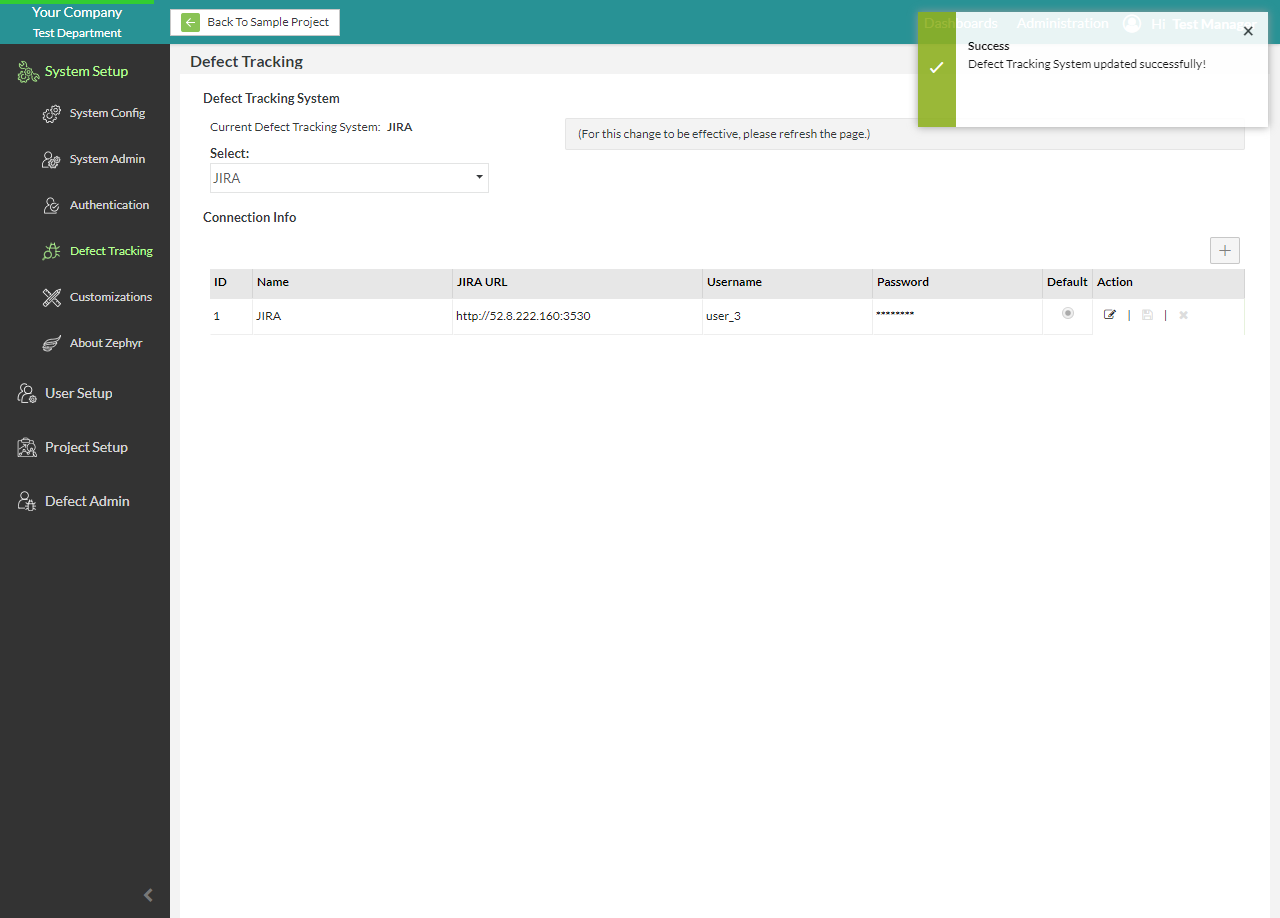 Your Company
Test Department
Back To Sample Project
Dashboards
Administration
Hi Test Manager
Success
Defect Tracking System updated successfully!
System Setup
System Config
System Admin
Authentication
Defect Tracking
Customizations
About Zephyr
User Setup
Project Setup
Defect Admin
Defect Tracking
Defect Tracking System
Current Defect Tracking System: JIRA
(For this change to be effective, please refresh the page.)
Select:
JIRA
Connection Info
ID Name JIRA URL Username Password Default Action
1 JIRA http://52.8.222.160:3530 user_3 ******** | |